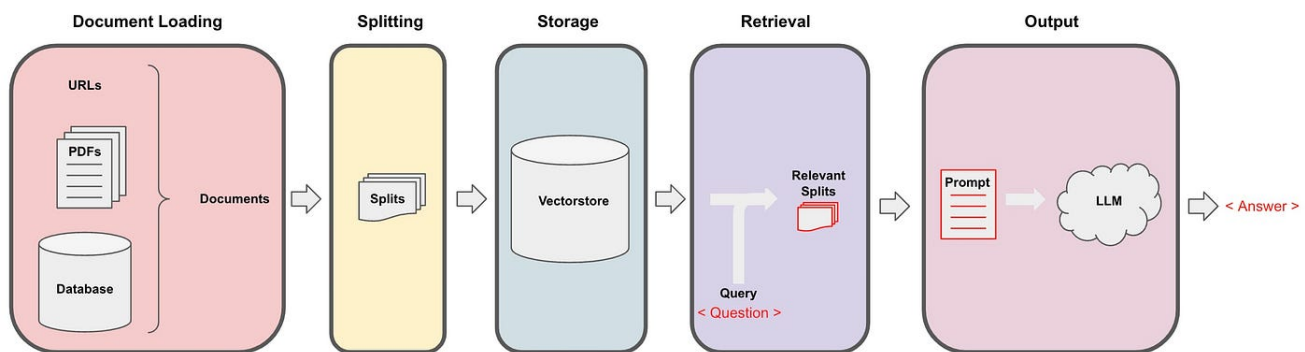 Document Loading
Splitting
Storage
Retrieval
Output
URLs
PDFs
Documents
Database
Splits
Vectorstore
Relevant
Splits
Query
< Question >
Prompt
LLM
< Answer >